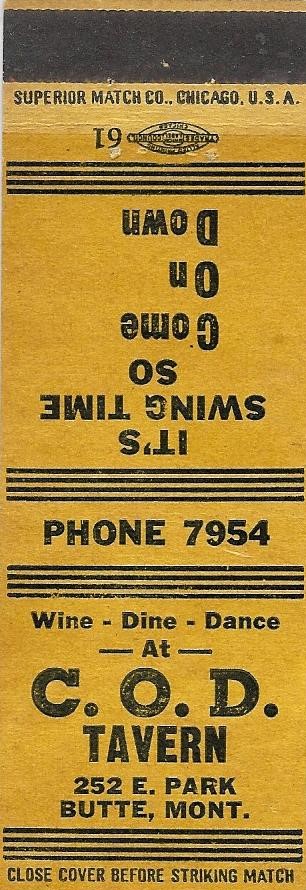 SUPERIOR MATCH CO., CHICAGO, U.S.A.
61
IT'S
SWING TIME
SO
Come
On
Down
PHONE 7954
Wine - Dine - Dance
— At —
C. O. D.
TAVERN
252 E. PARK
BUTTE, MONT.
CLOSE COVER BEFORE STRIKING MATCH